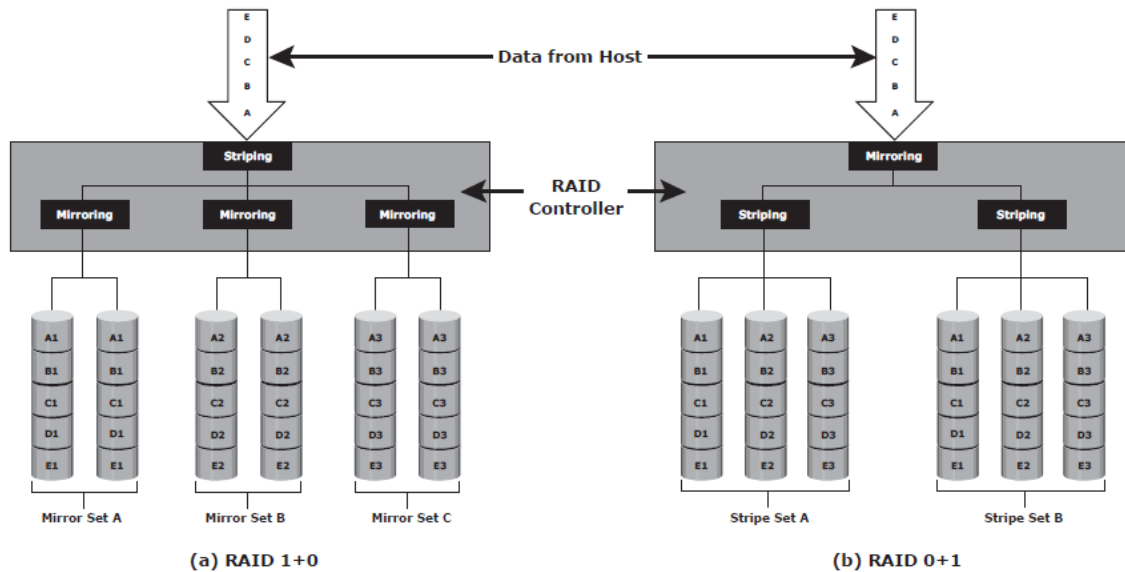 E E
D D
C Data from Host C
B B
A A
Striping Mirroring
RAID
Controller
Mirroring Mirroring Mirroring Striping Striping
A1 A1 A2 A2 A3 A3 A1 A2 A3 A1 A2 A3
B1 B1 B2 B2 B3 B3 B1 B2 B3 B1 B2 B3
C1 C1 C2 C2 C3 C3 C1 C2 C3 C1 C2 C3
D1 D1 D2 D2 D3 D3 D1 D2 D3 D1 D2 D3
E1 E1 E2 E2 E3 E3 E1 E2 E3 E1 E2 E3
Mirror Set A Mirror Set B Mirror Set C Stripe Set A Stripe Set B
(a) RAID 1+0 (b) RAID 0+1